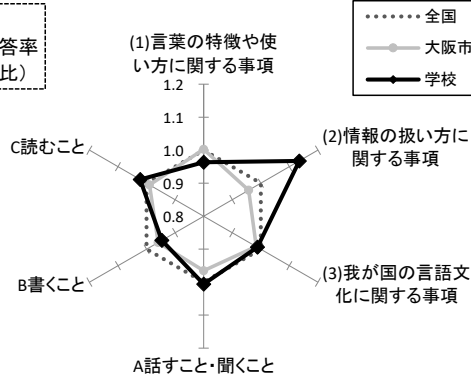 答率
比）
全国
大阪市
学校
(1)言葉の特徴や使
い方に関する事項
1.2
1.1
1.0
0.9
0.8
(2)情報の扱い方に
関する事項
(3)我が国の言語文
化に関する事項
A話すこと・聞くこと
B書くこと
C読むこと